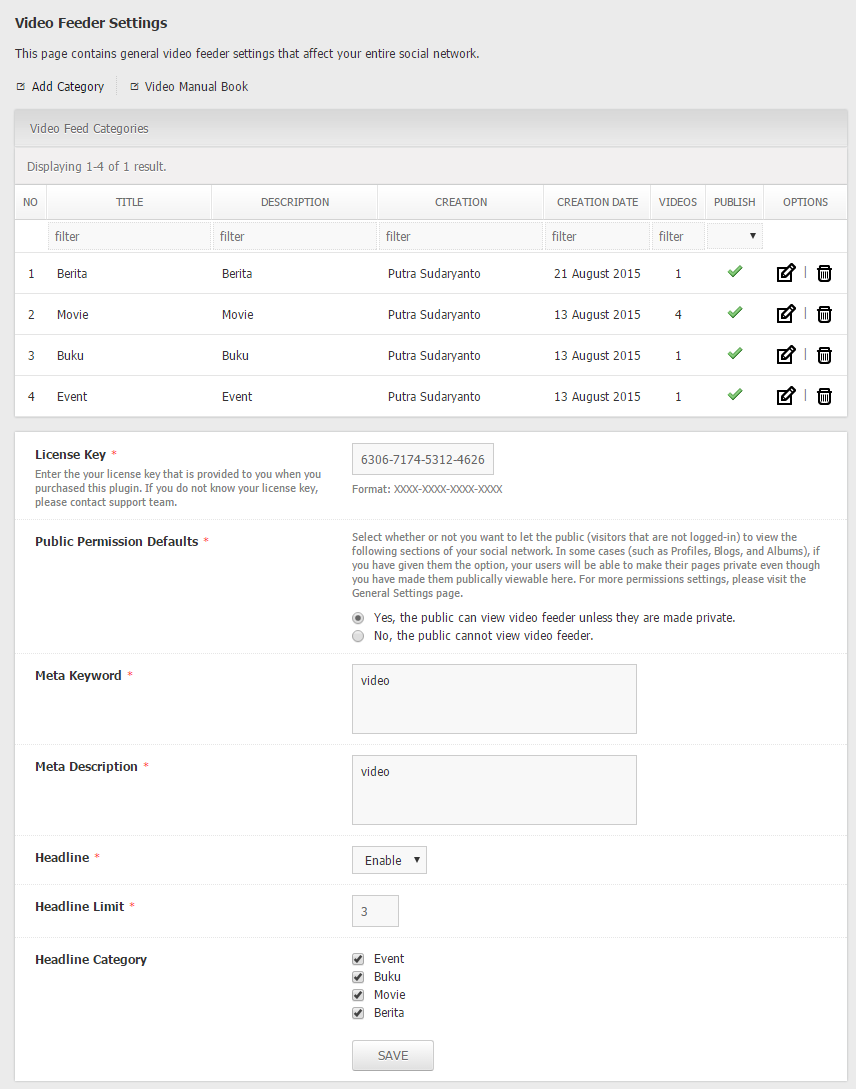 Video Feeder Settings
This page contains general video feeder settings that affect your entire social network.
Add Category Video Manual Book
Video Feed Categories
Displaying 1-4 of 1 result.
NO TITLE DESCRIPTION CREATION CREATION DATE VIDEOS PUBLISH OPTIONS
filter filter filter filter filter
1 Berita Berita Putra Sudaryanto 21 August 2015 1 |
2 Movie Movie Putra Sudaryanto 13 August 2015 4 |
3 Buku Buku Putra Sudaryanto 13 August 2015 1 |
4 Event Event Putra Sudaryanto 13 August 2015 1 |
License Key *
Enter the your license key that is provided to you when you
purchased this plugin. If you do not know your license key,
please contact support team.
6306-7174-5312-4626
Format: XXXX-XXXX-XXXX-XXXX
Public Permission Defaults *
Select whether or not you want to let the public (visitors that are not logged-in) to view the
following sections of your social network. In some cases (such as Profiles, Blogs, and Albums), if
you have given them the option, your users will be able to make their pages private even though
you have made them publically viewable here. For more permissions settings, please visit the
General Settings page.
Yes, the public can view video feeder unless they are made private.
No, the public cannot view video feeder.
Meta Keyword *
video
Meta Description *
video
Headline *
Enable
Headline Limit *
3
Headline Category
Event
Buku
Movie
Berita
SAVE